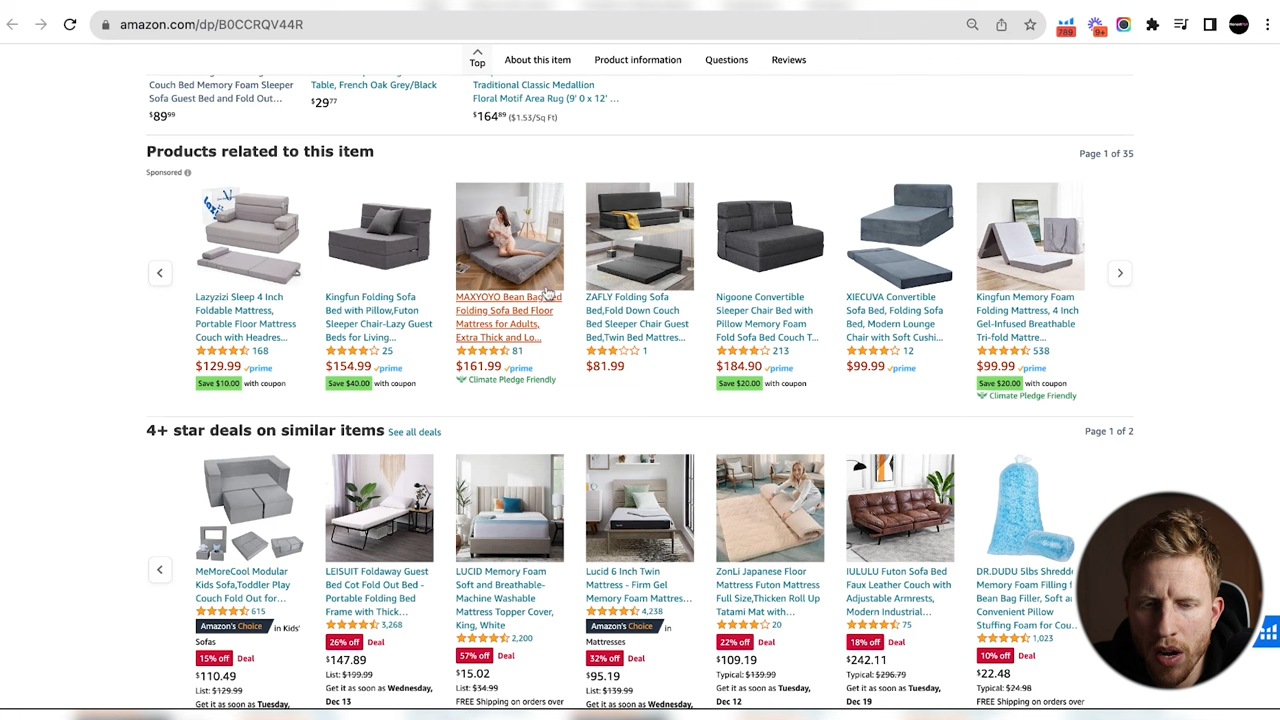 amazon.com/dp/B0CCRQV44R
789
9+
Top
About this item
Product information
Questions
Reviews
Couch Bed Memory Foam Sleeper
Sofa Guest Bed and Fold Out...
$89⁹⁹
Table, French Oak Grey/Black
$29⁷⁷
Traditional Classic Medallion
Floral Motif Area Rug (9' 0 x 12' ...
$164⁸⁹ ($1.53/Sq Ft)
Products related to this item
Page 1 of 35
Sponsored
Lazyzizi Sleep 4 Inch
Foldable Mattress,
Portable Floor Mattress
Couch with Headres...
168
$129.99 prime
Save $10.00 with coupon
Kingfun Folding Sofa
Bed with Pillow,Futon
Sleeper Chair-Lazy Guest
Beds for Living...
25
$154.99 prime
Save $40.00 with coupon
MAXYOYO Bean Bag Bed
Folding Sofa Bed Floor
Mattress for Adults,
Extra Thick and Lo...
81
$161.99 prime
Climate Pledge Friendly
ZAFLY Folding Sofa
Bed,Fold Down Couch
Bed Sleeper Chair Guest
Bed,Twin Bed Mattres...
1
$81.99
Nigoone Convertible
Sleeper Chair Bed with
Pillow Memory Foam
Fold Sofa Bed Couch T...
213
$184.90 prime
Save $20.00 with coupon
XIECUVA Convertible
Sofa Bed, Folding Sofa
Bed, Modern Lounge
Chair with Soft Cushi...
12
$99.99 prime
Kingfun Memory Foam
Folding Mattress, 4 Inch
Gel-Infused Breathable
Tri-fold Mattre...
538
$99.99 prime
Save $20.00 with coupon
Climate Pledge Friendly
4+ star deals on similar items See all deals
Page 1 of 2
MeMoreCool Modular
Kids Sofa,Toddler Play
Couch Fold Out for...
615
Amazon's Choice in Kids'
Sofas
15% off Deal
$110.49
List: $129.99
Get it as soon as Tuesday,
LEISUIT Foldaway Guest
Bed Cot Fold Out Bed -
Portable Folding Bed
Frame with Thick...
3,268
26% off Deal
$147.89
List: $199.99
Get it as soon as Wednesday,
Dec 13
LUCID Memory Foam
Soft and Breathable-
Machine Washable
Mattress Topper Cover,
King, White
2,200
57% off Deal
$15.02
List: $34.99
FREE Shipping on orders over
Lucid 6 Inch Twin
Mattress - Firm Gel
Memory Foam Mattres...
4,238
Amazon's Choice in
Mattresses
32% off Deal
$95.19
List: $139.99
Get it as soon as Wednesday,
ZonLi Japanese Floor
Mattress Futon Mattress
Full Size,Thicken Roll Up
Tatami Mat with...
20
22% off Deal
$109.19
Typical: $139.99
Get it as soon as Tuesday,
Dec 12
IULULU Futon Sofa Bed
Faux Leather Couch with
Adjustable Armrests,
Modern Industrial...
75
18% off Deal
$242.11
Typical: $296.79
Get it as soon as Tuesday,
Dec 19
DR.DUDU 5lbs Shredde
Memory Foam Filling f
Bean Bag Filler, Soft an
Convenient Pillow
Stuffing Foam for Cou..
1,023
10% off Deal
$22.48
Typical: $24.98
FREE Shipping on orders over